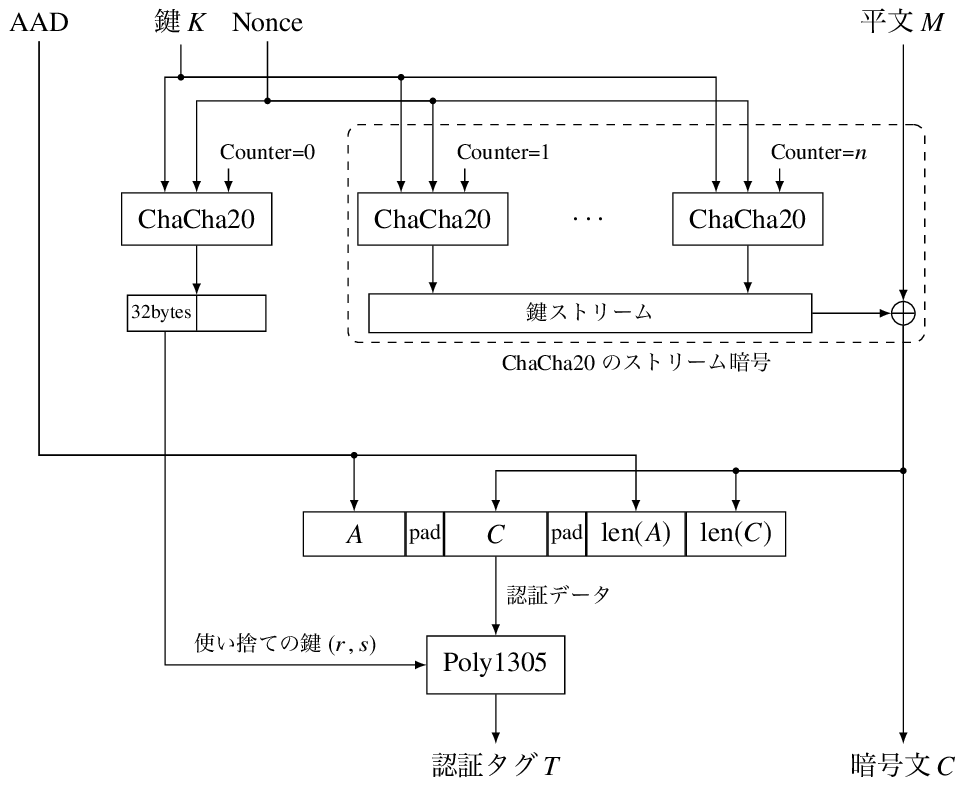 AAD 鍵 K Nonce 平文 M
Counter=0 Counter=1 Counter=n
ChaCha20 ChaCha20 ··· ChaCha20
32bytes 鍵ストリーム
ChaCha20 のストリーム暗号
A pad C pad len(A) len(C)
認証データ
使い捨ての鍵 (r, s)
Poly1305
認証タグ T 暗号文 C